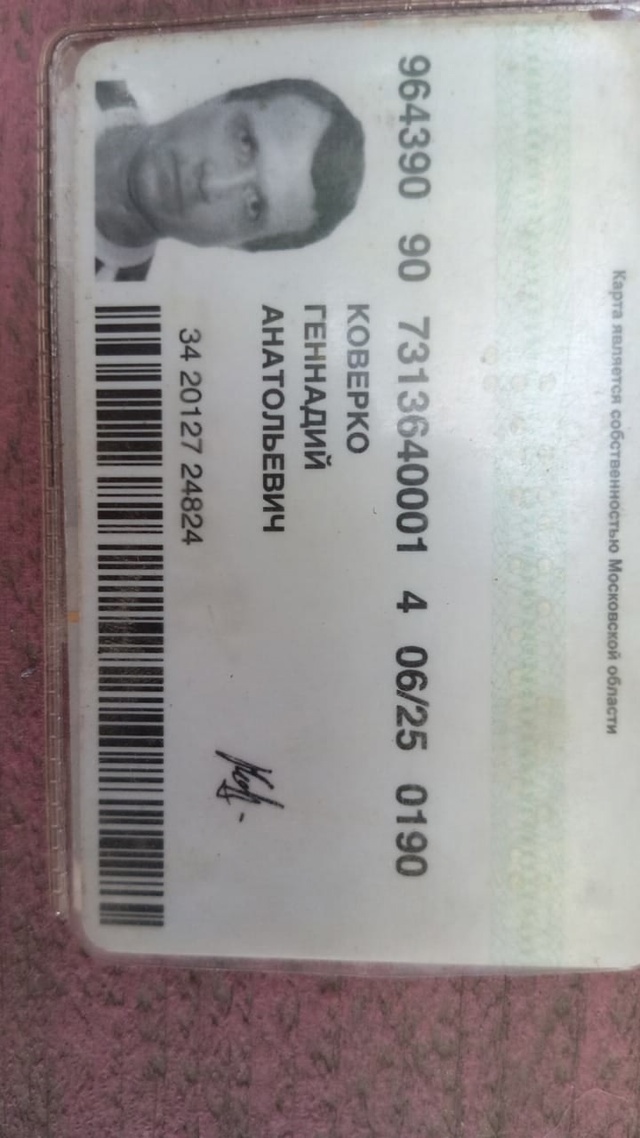 Карта является собственностью Московской области
964390 90 7313640001 4 06/25 0190
КОВЕРКО
ГЕННАДИЙ
АНАТОЛЬЕВИЧ
34 20127 24824